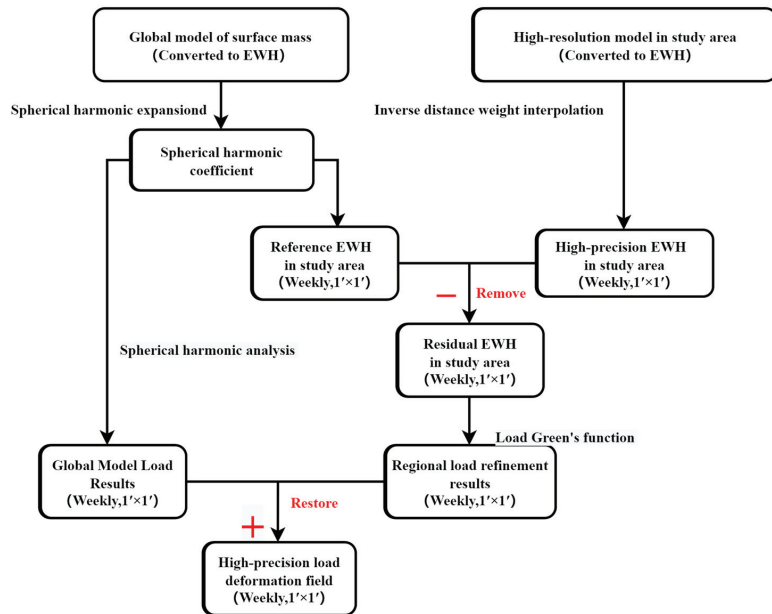 Global model of surface mass
(Converted to EWH)
High-resolution model in study area
(Converted to EWH)
Spherical harmonic expansiond
Inverse distance weight interpolation
Spherical harmonic
coefficient
Reference EWH
in study area
(Weekly,1′×1′)
High-precision EWH
in study area
(Weekly,1′×1′)
− Remove
Residual EWH
in study area
(Weekly,1′×1′)
Spherical harmonic analysis
Load Green's function
Global Model Load
Results
(Weekly,1′×1′)
Regional load refinement
results
(Weekly,1′×1′)
Restore
+
High-precision load
deformation field
(Weekly,1′×1′)